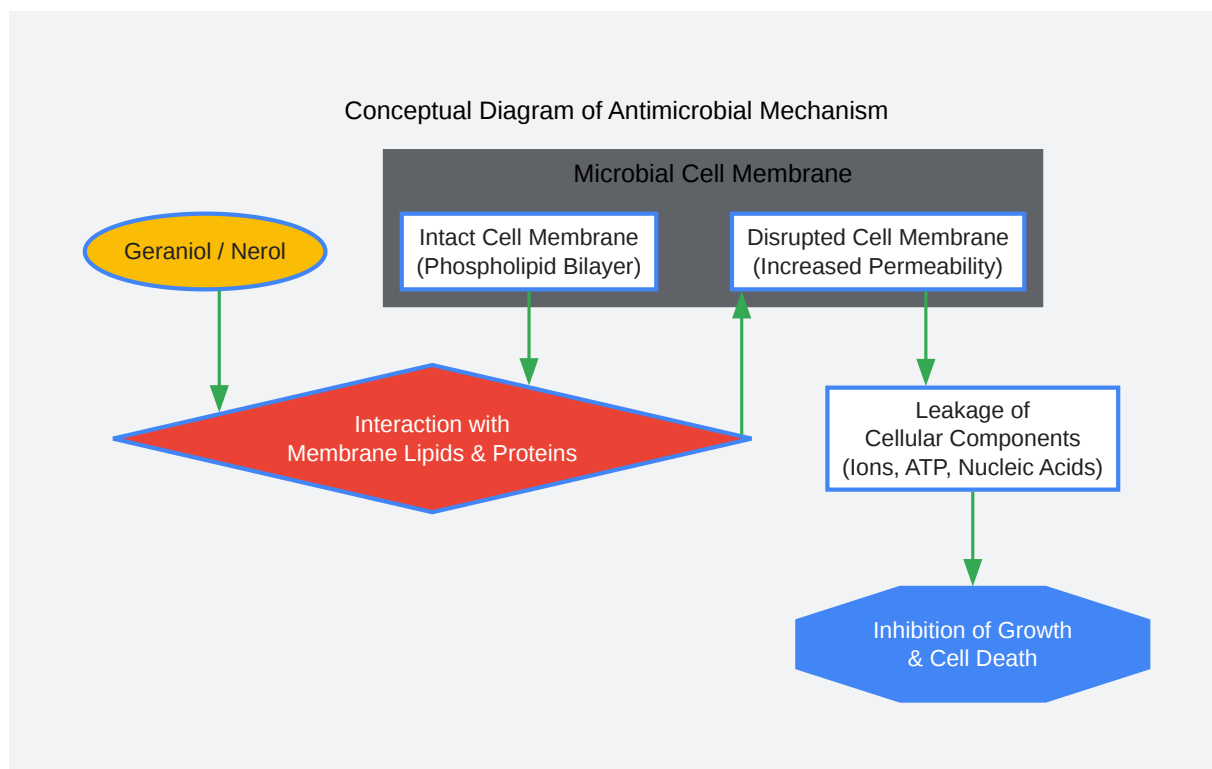 Conceptual Diagram of Antimicrobial Mechanism
Microbial Cell Membrane
Geraniol / Nerol
Intact Cell Membrane
(Phospholipid Bilayer)
Disrupted Cell Membrane
(Increased Permeability)
Interaction with
Membrane Lipids & Proteins
Leakage of
Cellular Components
(Ions, ATP, Nucleic Acids)
Inhibition of Growth
& Cell Death